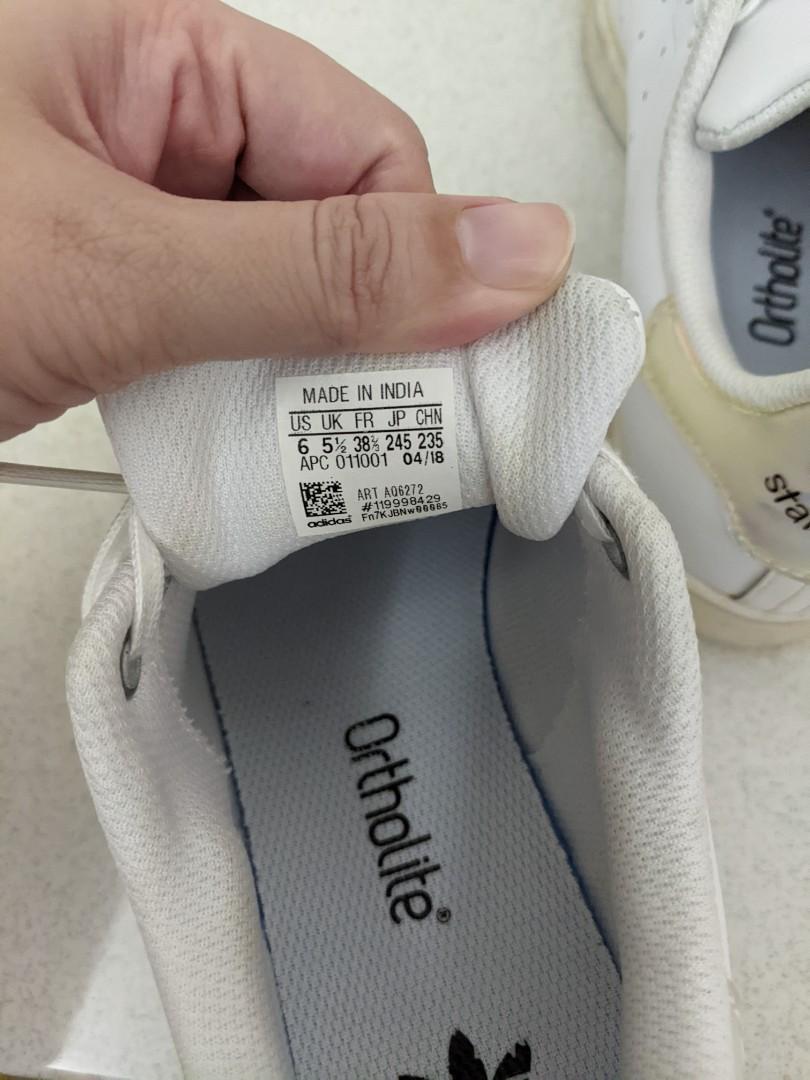 MADE IN INDIA
US UK FR JP CHN
6 5½ 38⅔ 245 235
APC 011001 04/18
ART AQ6272
#119998429
adidas
Ortholite®
Ortholite®